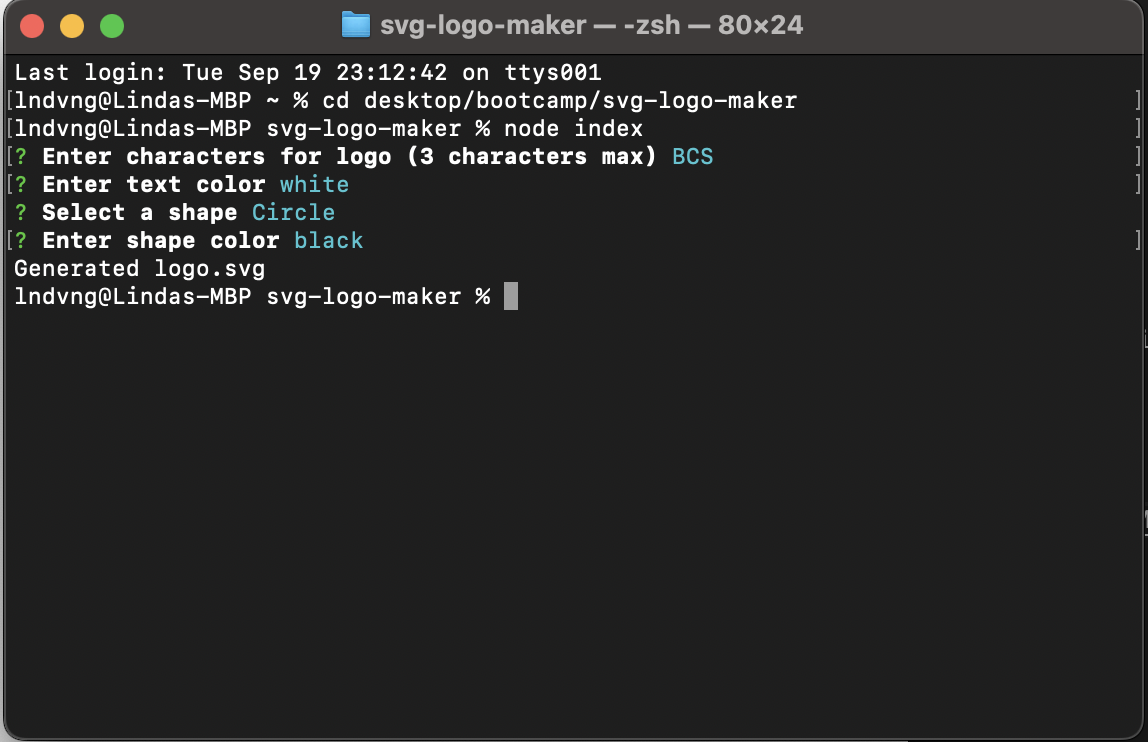 svg-logo-maker — -zsh — 80×24
Last login: Tue Sep 19 23:12:42 on ttys001
[lndvng@Lindas-MBP ~ % cd desktop/bootcamp/svg-logo-maker ]
[lndvng@Lindas-MBP svg-logo-maker % node index ]
[? Enter characters for logo (3 characters max) BCS ]
[? Enter text color white ]
? Select a shape Circle
[? Enter shape color black ]
Generated logo.svg
lndvng@Lindas-MBP svg-logo-maker %